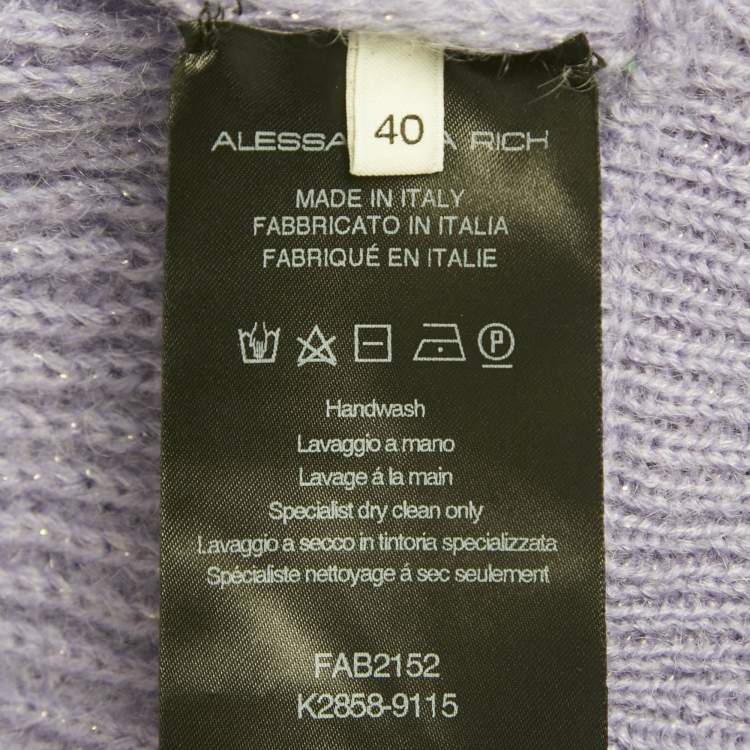 40
ALESSA A RICH
MADE IN ITALY
FABBRICATO IN ITALIA
FABRIQUÉ EN ITALIE
P
Handwash
Lavaggio a mano
Lavage á la main
Specialist dry clean only
Lavaggio a secco in tintoria specializzata
Spécialiste nettoyage á sec seulement
FAB2152
K2858-9115